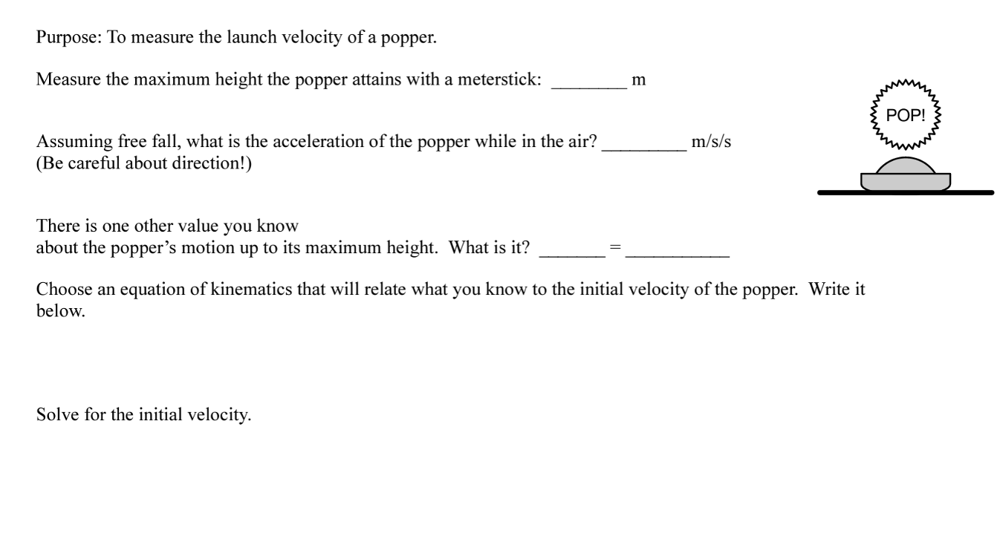 Purpose: To measure the launch velocity of a popper.
Measure the maximum height the popper attains with a meterstick: ________ m
POP!
Assuming free fall, what is the acceleration of the popper while in the air? _________ m/s/s
(Be careful about direction!)
There is one other value you know
about the popper’s motion up to its maximum height.  What is it? _______ = ___________
Choose an equation of kinematics that will relate what you know to the initial velocity of the popper.  Write it
below.
Solve for the initial velocity.